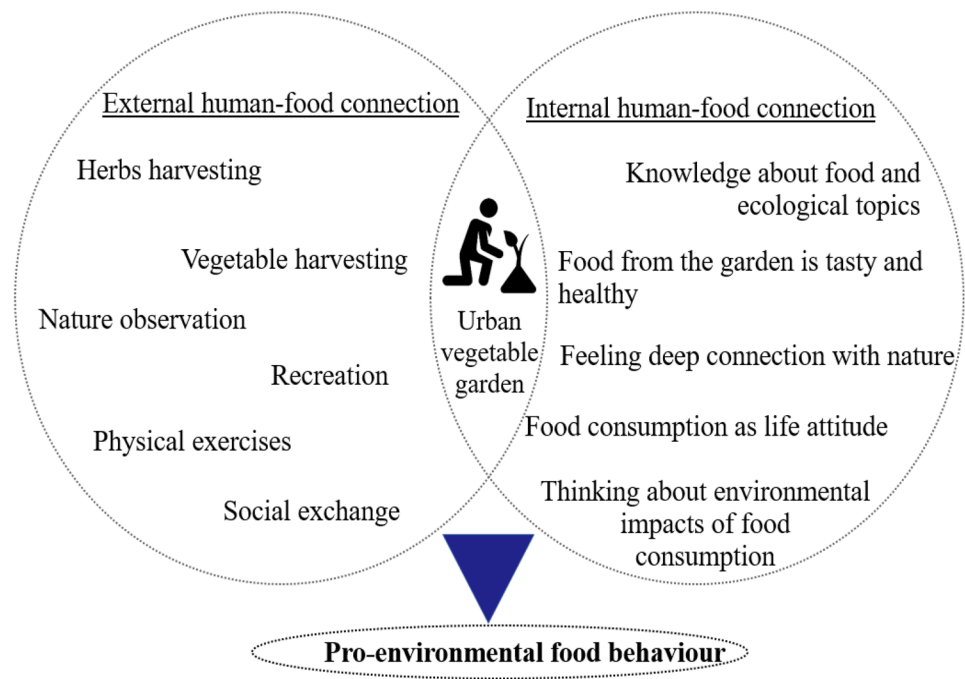 External human-food connection
Herbs harvesting
Vegetable harvesting
Nature observation
Recreation
Physical exercises
Social exchange
Urban
vegetable
garden
Internal human-food connection
Knowledge about food and
ecological topics
Food from the garden is tasty and
healthy
Feeling deep connection with nature
Food consumption as life attitude
Thinking about environmental
impacts of food
consumption
Pro-environmental food behaviour